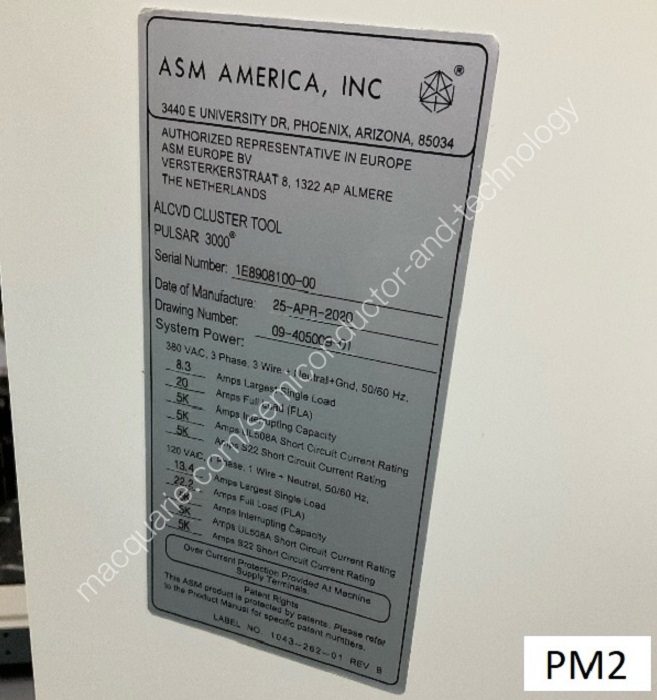 ASM AMERICA, INC ®
3440 E UNIVERSITY DR, PHOENIX, ARIZONA, 85034
AUTHORIZED REPRESENTATIVE IN EUROPE
ASM EUROPE BV
VERSTERKERSTRAAT 8, 1322 AP ALMERE
THE NETHERLANDS
ALCVD CLUSTER TOOL
PULSAR 3000®
Serial Number: 1E8908100-00
Date of Manufacture: 25-APR-2020
Drawing Number:
System Power:
380 VAC, 3 Phase, 3 Wire + Neutral+Gnd, 50/60 Hz,
8.3 Amps Largest Single Load
20 Amps Full Load (FLA)
5K Amps Interrupting Capacity
5K Amps UL508A Short Circuit Current Rating
5K Amps S22 Short Circuit Current Rating
120 VAC, 1 Phase, 1 Wire + Neutrel, 50/60 Hz,
13.4 Amps Largest Single Load
22.2 Amps Full Load (FLA)
5K Amps Interrupting Capacity
5K Amps UL508A Short Circuit Current Rating
5K Amps S22 Short Circuit Current Rating
Over Current Protection Provided At Machine
Supply Terminals.
Patent Rights
This ASM product is protected by patents. Please refer
to the Product Manual for specific patent numbers.
LABEL NO. 1043-262-01 REV B
macquarie.com/semiconductor-and-technology
PM2